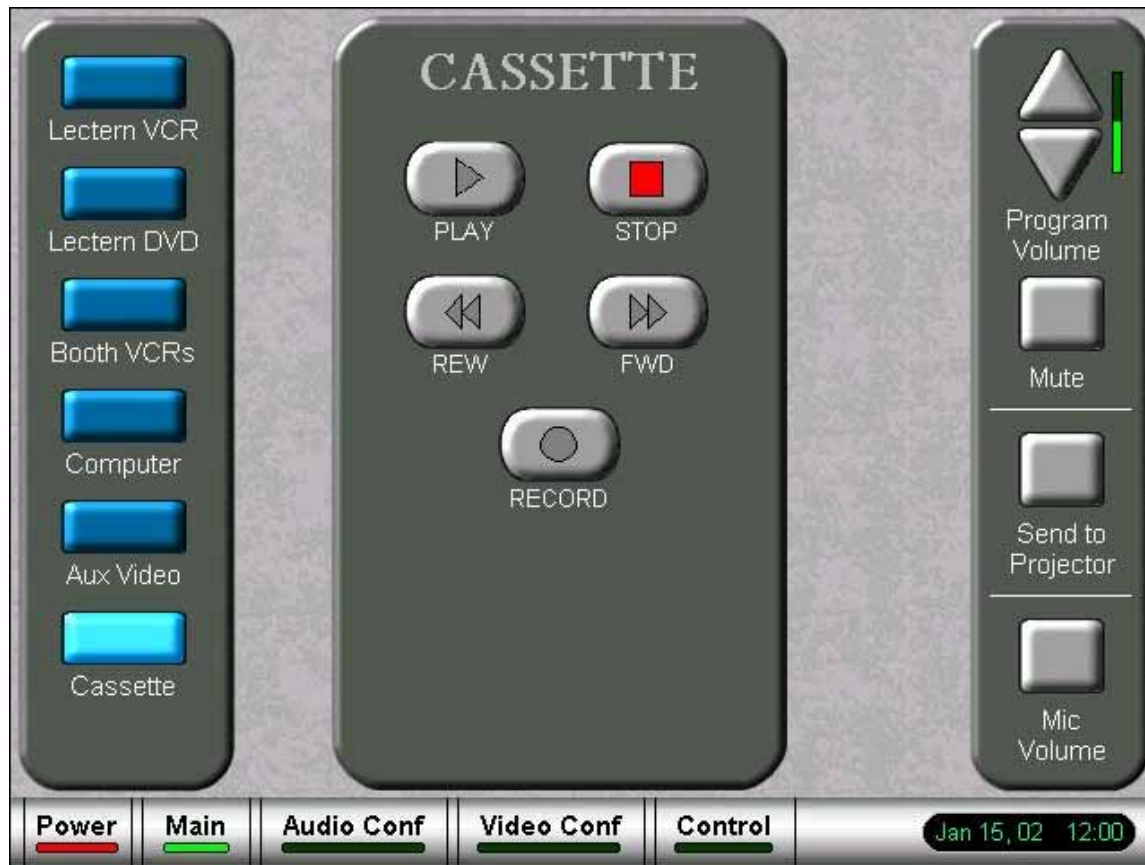 Lectern VCR
Lectern DVD
Booth VCRs
Computer
Aux Video
Cassette
CASSETTE
PLAY
STOP
REW
FWD
RECORD
Program
Volume
Mute
Send to
Projector
Mic
Volume
Power
Main
Audio Conf
Video Conf
Control
Jan 15, 02 12:00